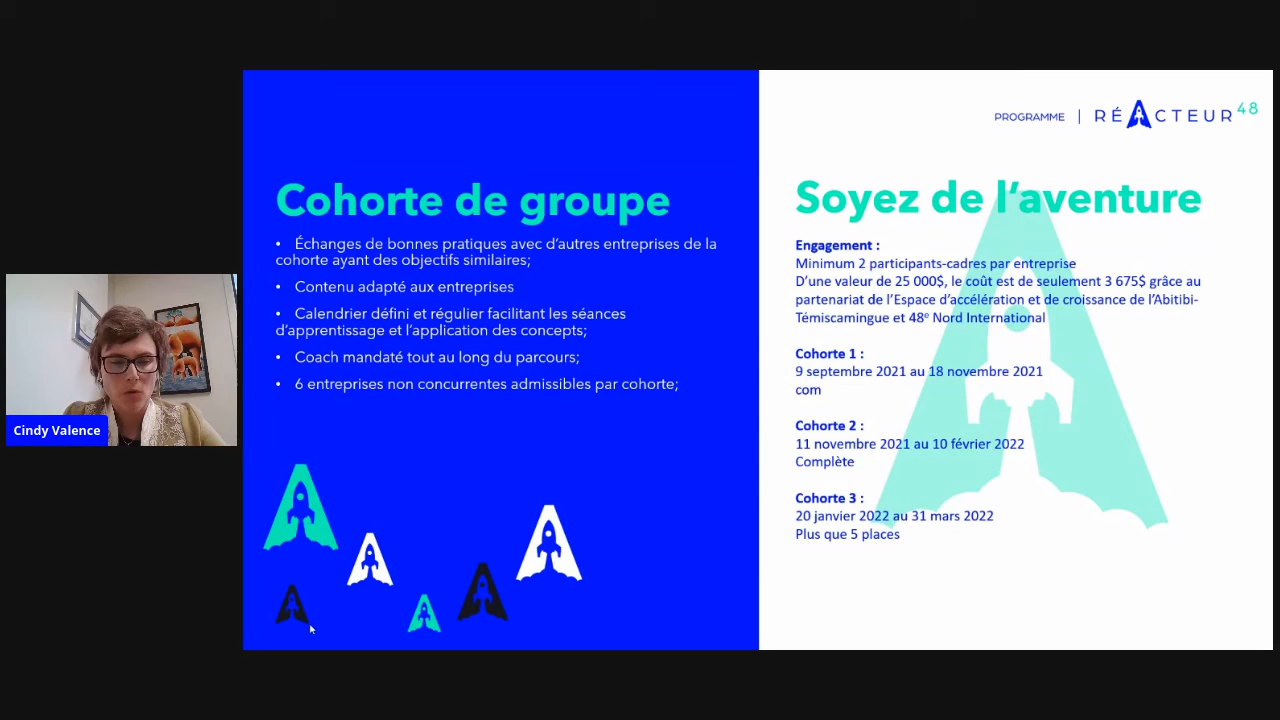 Cindy Valence
Cohorte de groupe
• Échanges de bonnes pratiques avec d'autres entreprises de la
cohorte ayant des objectifs similaires;
• Contenu adapté aux entreprises
• Calendrier défini et régulier facilitant les séances
d'apprentissage et l'application des concepts;
• Coach mandaté tout au long du parcours;
• 6 entreprises non concurrentes admissibles par cohorte;
PROGRAMME | RÉACTEUR 48
Soyez de l'aventure
Engagement :
Minimum 2 participants-cadres par entreprise
D'une valeur de 25 000$, le coût est de seulement 3 675$ grâce au
partenariat de l'Espace d'accélération et de croissance de l'Abitibi-
Témiscamingue et 48e Nord International
Cohorte 1 :
9 septembre 2021 au 18 novembre 2021
com
Cohorte 2 :
11 novembre 2021 au 10 février 2022
Complète
Cohorte 3 :
20 janvier 2022 au 31 mars 2022
Plus que 5 places